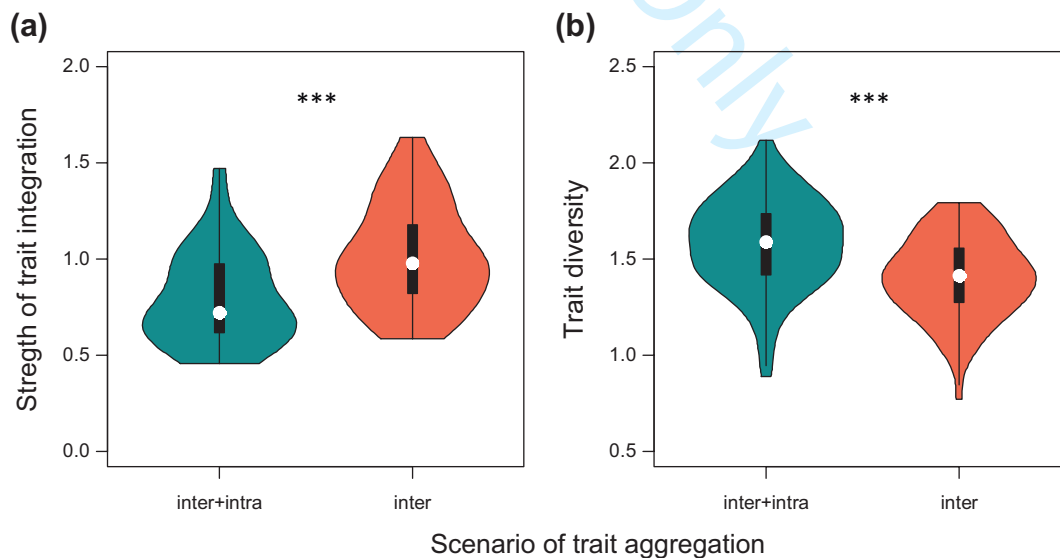 (a)
(b)
Only
***
***
Stregth of trait integration
2.0
1.5
1.0
0.5
0.0
inter+intra
inter
Trait diversity
2.5
2.0
1.5
1.0
0.5
inter+intra
inter
Scenario of trait aggregation